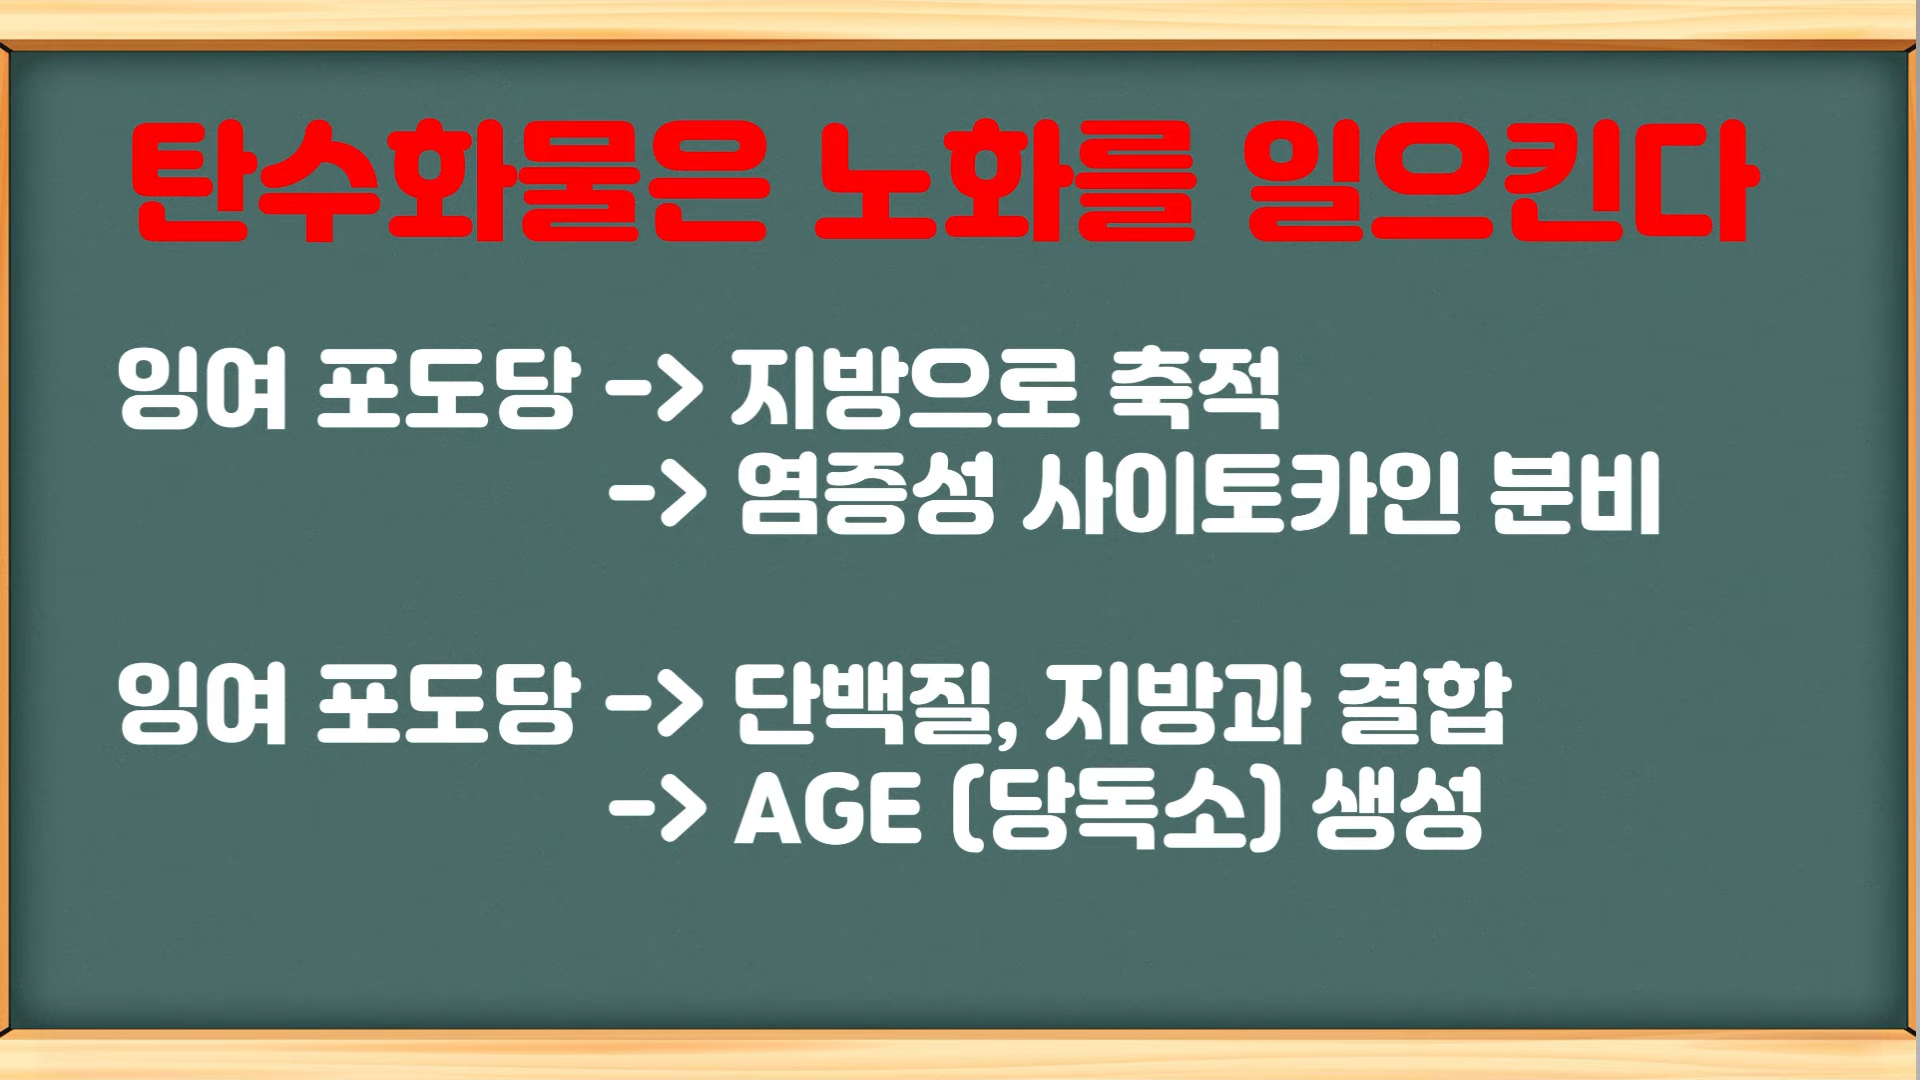 탄수화물은 노화를 일으킨다
잉여 포도당 -> 지방으로 축적
-> 염증성 사이토카인 분비
잉여 포도당 -> 단백질, 지방과 결합
-> AGE (당독소) 생성